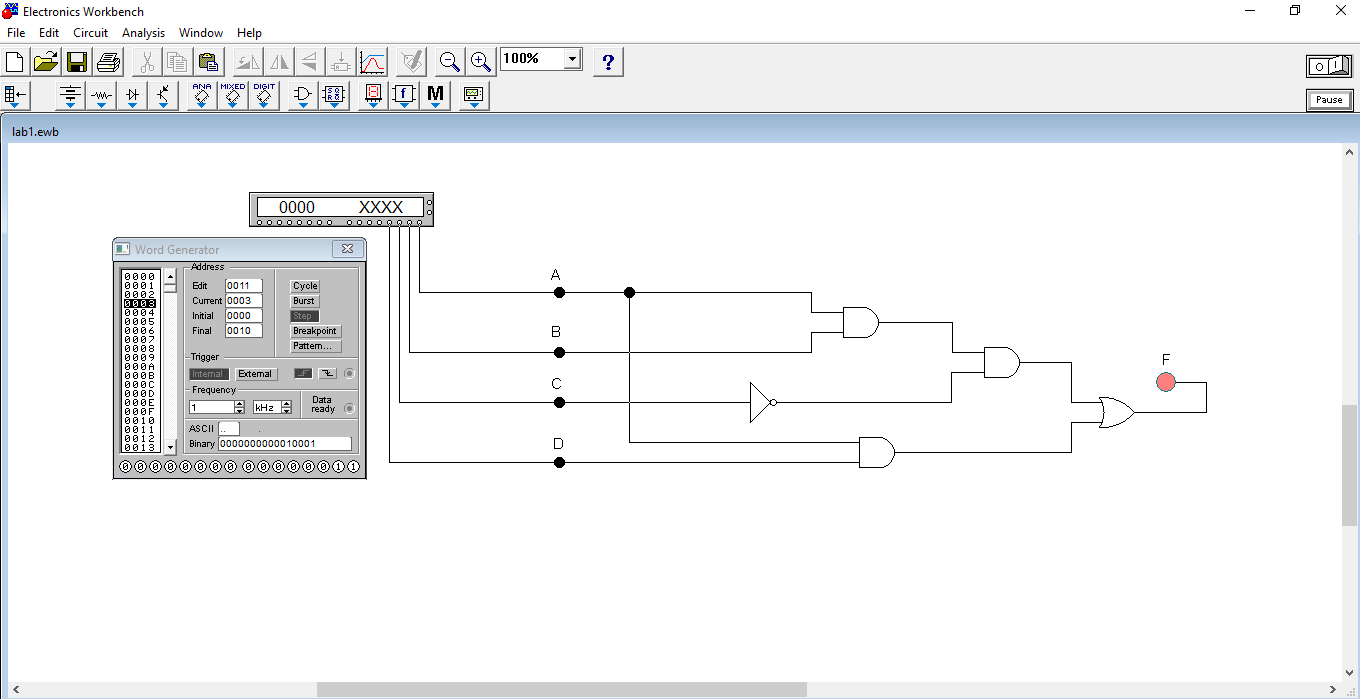 Electronics Workbench
File Edit Circuit Analysis Window Help
100%
?
O I
ANA MIXED DIGIT
f M
Pause
lab1.ewb
0000 XXXX
Word Generator
0000
0001
0002
0003
0004
0005
0006
0007
0008
0009
000A
000B
000C
000D
000E
000F
0010
0011
0012
0013
Address
Edit 0011
Current 0003
Initial 0000
Final 0010
Cycle
Burst
Step
Breakpoint
Pattern...
Trigger
Internal External
Frequency
1 kHz
Data
ready
ASCII .. .
Binary 0000000000010001
0 0 0 0 0 0 0 0 0 0 0 0 0 0 1 1
A
B
C
D
F